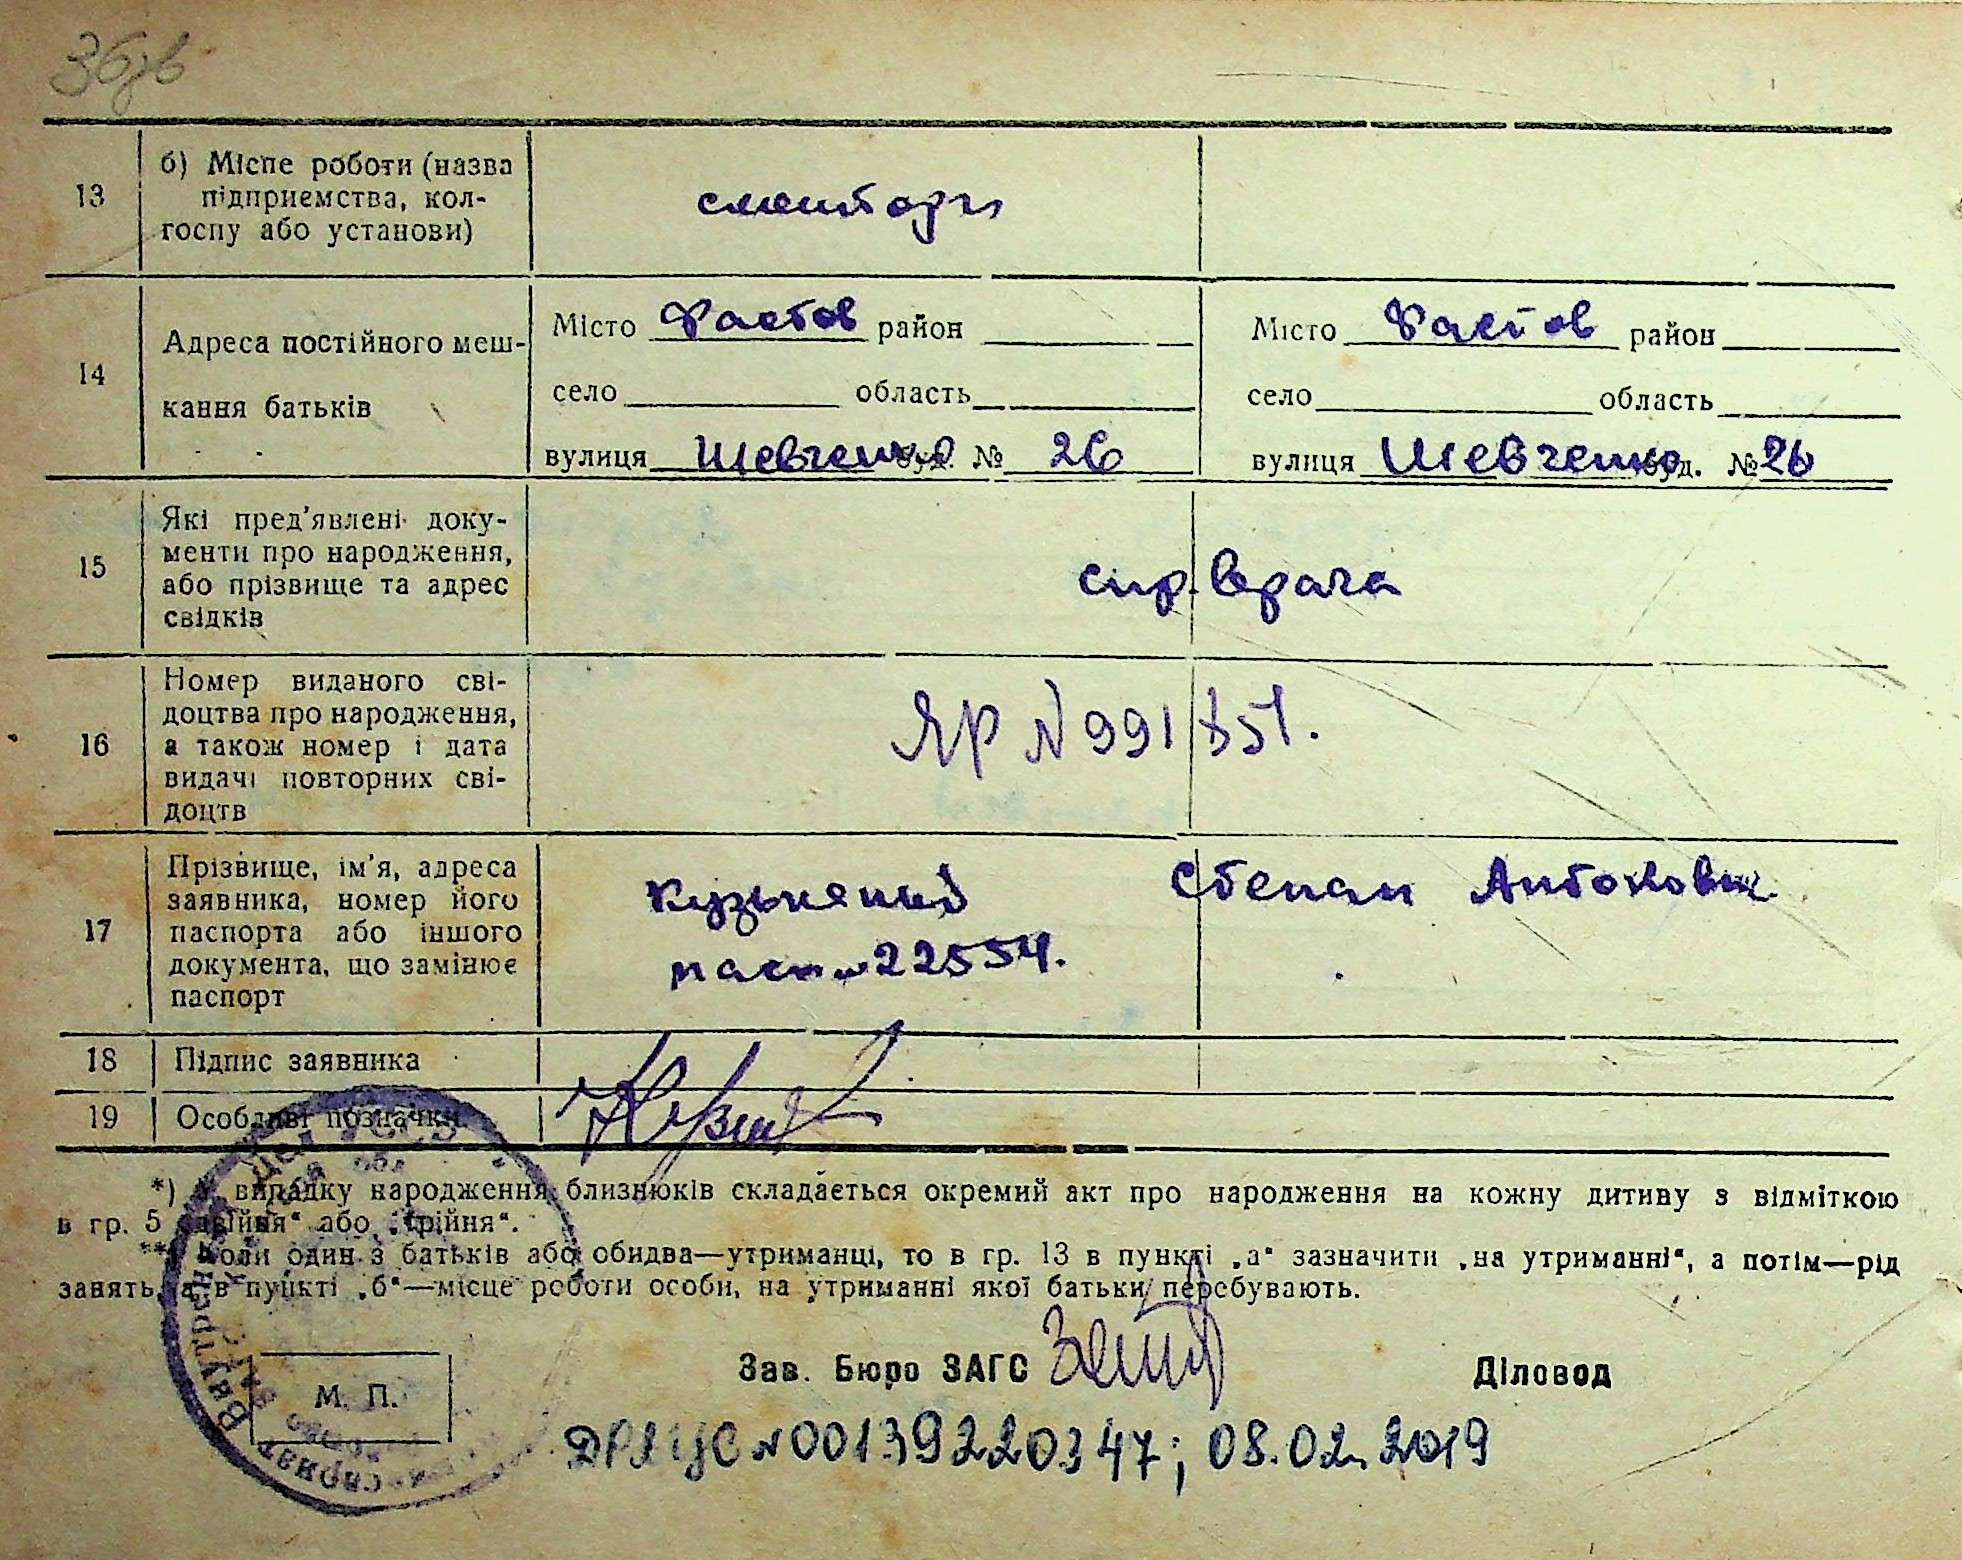 36зв
13
б) Місце роботи (назва
підприємства, кол-
госпу або установи)
14
Адреса постійного меш-
кання батьків
Місто Фастов район
село область
вулиця Шевченко буд. № 26
Місто Фастов район
село область
вулиця Шевченко буд. № 26
15
Які пред'явлені доку-
менти про народження,
або прізвище та адрес
свідків
спр. врача
16
Номер виданого сві-
доцтва про народження,
а також номер і дата
видачі повторних сві-
доцтв
ЯР N 991851.
17
Прізвище, ім'я, адреса
заявника, номер його
паспорта або іншого
документа, що замінює
паспорт
Степан Антонович
22554.
18 Підпис заявника
19 Особливі позначки
*) У випадку народження близнюків складається окремий акт про народження на кожну дитину з відміткою
в гр. 5 „двійня“ або „трійня“.
**) Коли один з батьків або обидва—утриманці, то в гр. 13 в пункті „а“ зазначити „на утриманні“, а потім—рід
занять, а в пункті „б“—місце роботи особи, на утриманні якої батьки перебувають.
Зав. Бюро ЗАГС
Діловод
М. П.
ДРАЦС №00139220347; 08.02.2019